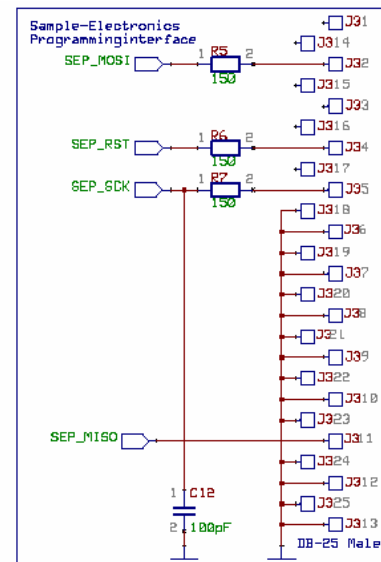 Sample-Electronics
Programminginterface
J31
J314
SEP_MOSI 1 R5 2 J32
150
J315
J33
J316
SEP_RST 1 R6 2 J34
150
J317
SEP_SCK 1 R7 2 J35
150
J318
J36
J319
J37
J320
J38
J321
J39
J322
J310
J323
SEP_MISO J311
J324
1 C12 J312
J325
2 100pF J313
DB-25 Male